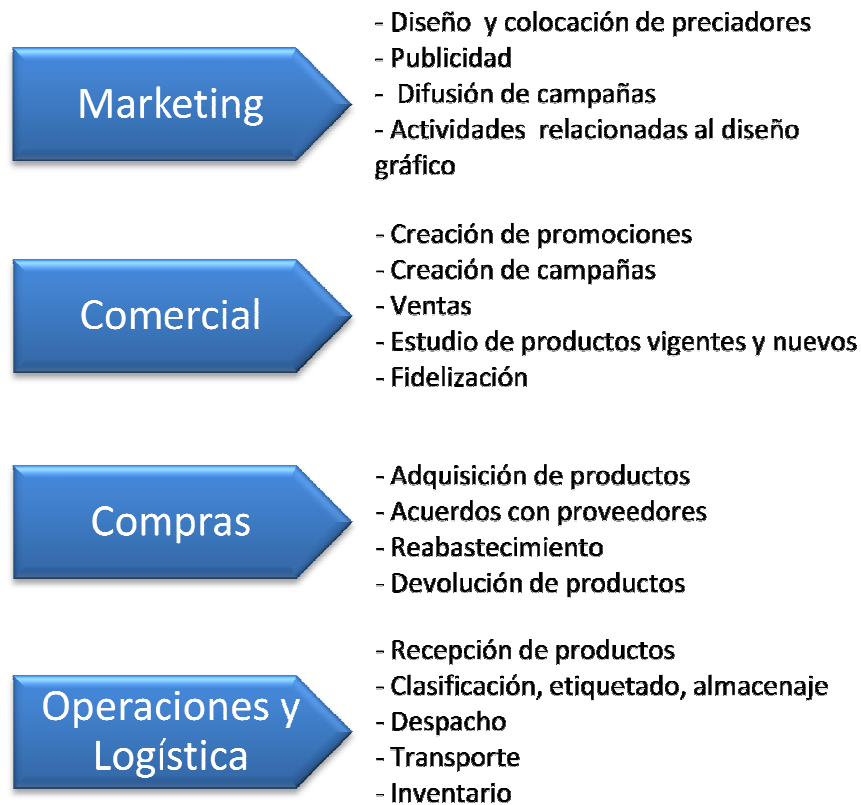 Marketing
- Diseño y colocación de preciadores
- Publicidad
- Difusión de campañas
- Actividades relacionadas al diseño
gráfico
Comercial
- Creación de promociones
- Creación de campañas
- Ventas
- Estudio de productos vigentes y nuevos
- Fidelización
Compras
- Adquisición de productos
- Acuerdos con proveedores
- Reabastecimiento
- Devolución de productos
Operaciones y
Logística
- Recepción de productos
- Clasificación, etiquetado, almacenaje
- Despacho
- Transporte
- Inventario